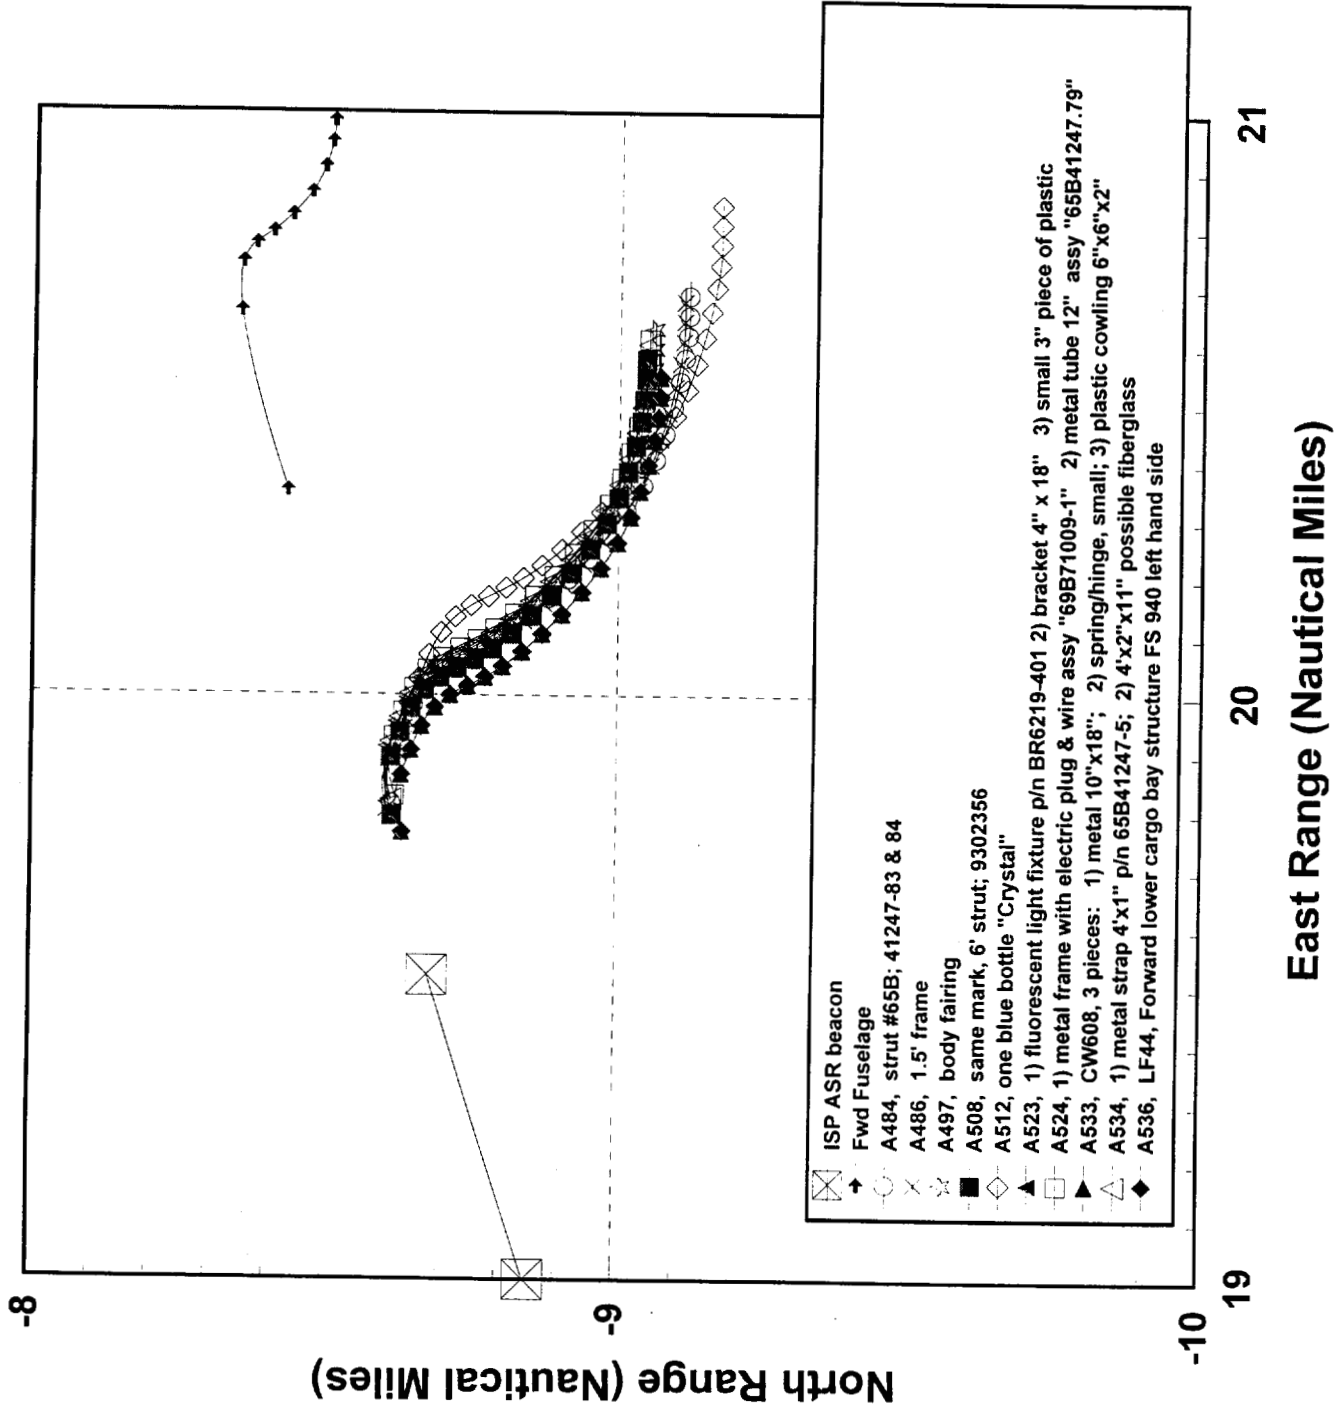 North Range (Nautical Miles)
-8
-9
-10
19
20
21
East Range (Nautical Miles)
ISP ASR beacon
Fwd Fuselage
A484, strut #65B; 41247-83 & 84
A486, 1.5' frame
A497, body fairing
A508, same mark, 6' strut; 9302356
A512, one blue bottle "Crystal"
A523, 1) fluorescent light fixture p/n BR6219-401 2) bracket 4" x 18" 3) small 3" piece of plastic
A524, 1) metal frame with electric plug & wire assy "69B71009-1" 2) metal tube 12" assy "65B41247.79"
A533, CW608, 3 pieces: 1) metal 10"x18"; 2) spring/hinge, small; 3) plastic cowling 6"x6"x2"
A534, 1) metal strap 4'x1" p/n 65B41247-5; 2) 4'x2"x11" possible fiberglass
A536, LF44, Forward lower cargo bay structure FS 940 left hand side